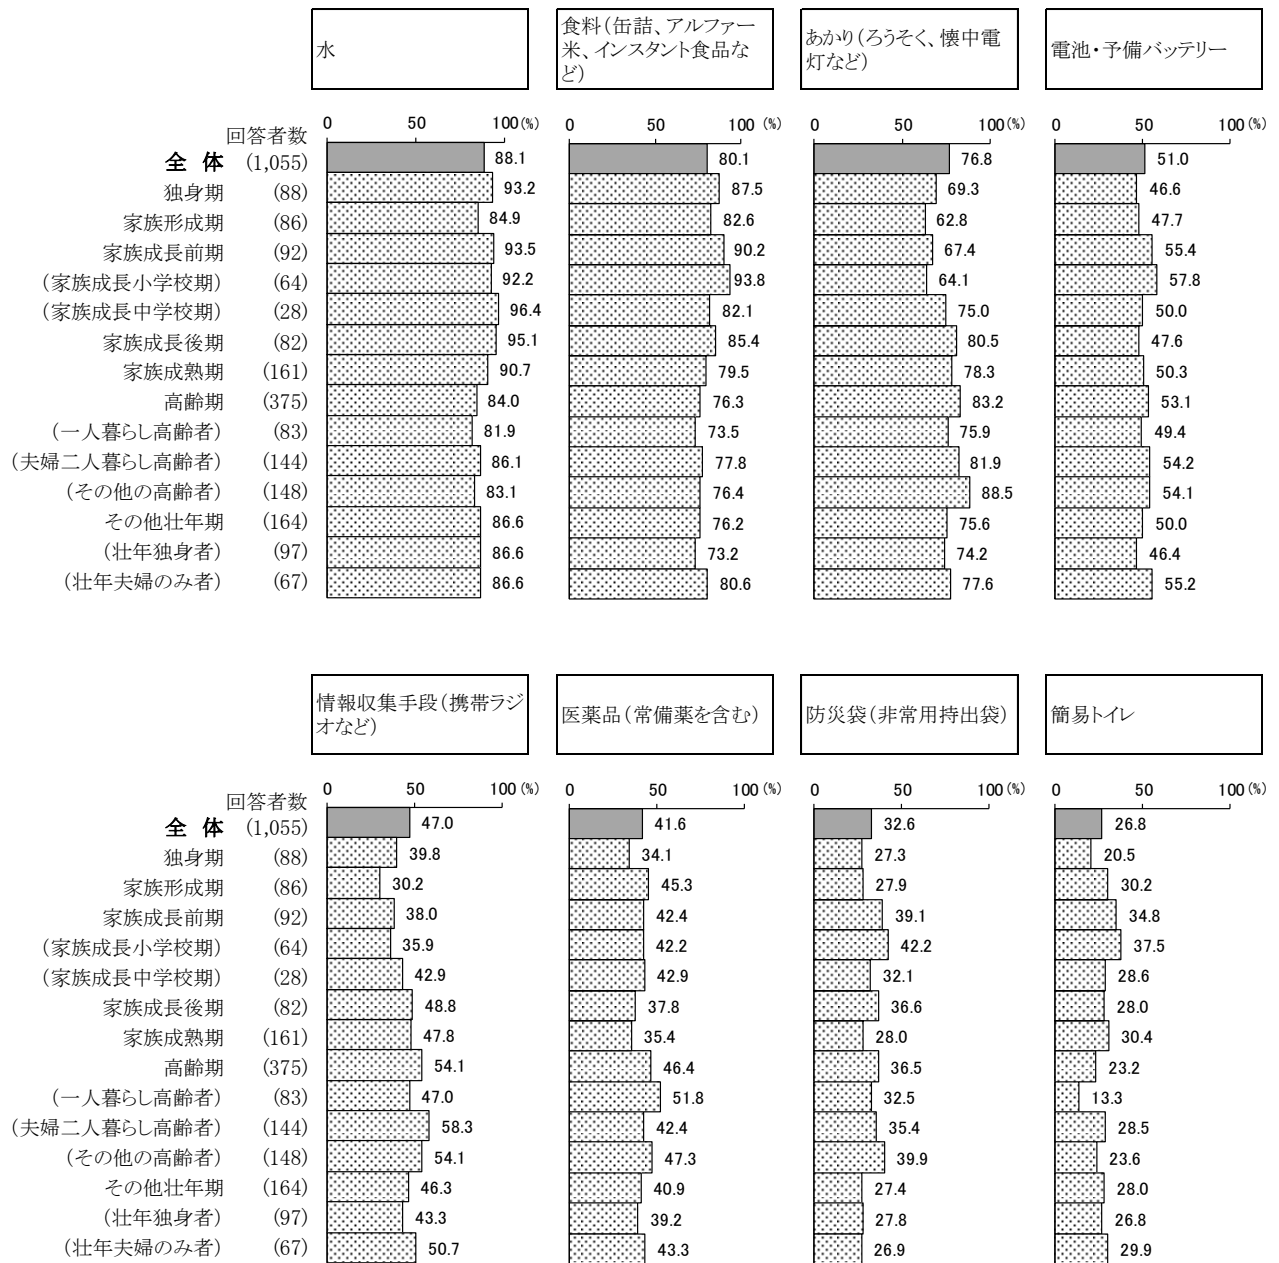 水
食料（缶詰、アルファー
米、インスタント食品な
ど）
あかり（ろうそく、懐中電
灯など）
電池・予備バッテリー
0 50 100(%) 0 50 100 (%) 0 50 100(%) 0 50 100(%)
回答者数
全 体 (1,055) 88.1 80.1 76.8 51.0
独身期 (88) 93.2 87.5 69.3 46.6
家族形成期 (86) 84.9 82.6 62.8 47.7
家族成長前期 (92) 93.5 90.2 67.4 55.4
（家族成長小学校期） (64) 92.2 93.8 64.1 57.8
（家族成長中学校期） (28) 96.4 82.1 75.0 50.0
家族成長後期 (82) 95.1 85.4 80.5 47.6
家族成熟期 (161) 90.7 79.5 78.3 50.3
高齢期 (375) 84.0 76.3 83.2 53.1
（一人暮らし高齢者） (83) 81.9 73.5 75.9 49.4
（夫婦二人暮らし高齢者） (144) 86.1 77.8 81.9 54.2
（その他の高齢者） (148) 83.1 76.4 88.5 54.1
その他壮年期 (164) 86.6 76.2 75.6 50.0
（壮年独身者） (97) 86.6 73.2 74.2 46.4
（壮年夫婦のみ者） (67) 86.6 80.6 77.6 55.2
情報収集手段（携帯ラジ
オなど）
医薬品（常備薬を含む）
防災袋（非常用持出袋）
簡易トイレ
0 50 100(%) 0 50 100(%) 0 50 100(%) 0 50 100(%)
回答者数
全 体 (1,055) 47.0 41.6 32.6 26.8
独身期 (88) 39.8 34.1 27.3 20.5
家族形成期 (86) 30.2 45.3 27.9 30.2
家族成長前期 (92) 38.0 42.4 39.1 34.8
（家族成長小学校期） (64) 35.9 42.2 42.2 37.5
（家族成長中学校期） (28) 42.9 42.9 32.1 28.6
家族成長後期 (82) 48.8 37.8 36.6 28.0
家族成熟期 (161) 47.8 35.4 28.0 30.4
高齢期 (375) 54.1 46.4 36.5 23.2
（一人暮らし高齢者） (83) 47.0 51.8 32.5 13.3
（夫婦二人暮らし高齢者） (144) 58.3 42.4 35.4 28.5
（その他の高齢者） (148) 54.1 47.3 39.9 23.6
その他壮年期 (164) 46.3 40.9 27.4 28.0
（壮年独身者） (97) 43.3 39.2 27.8 26.8
（壮年夫婦のみ者） (67) 50.7 43.3 26.9 29.9